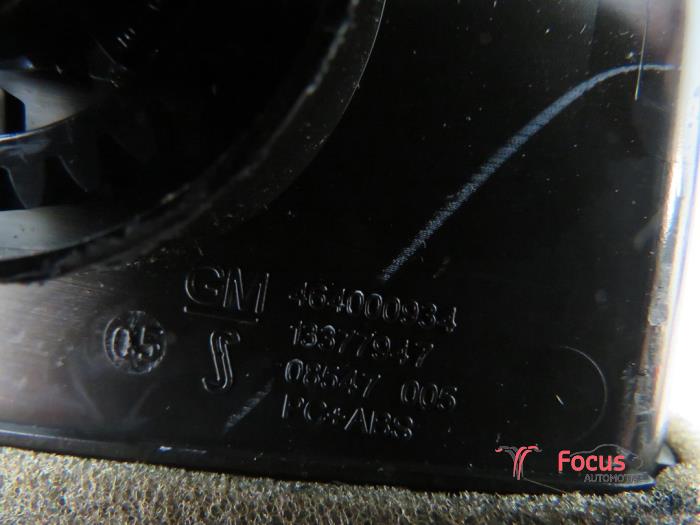 GM 464000934
05 13377947
08547 005
PC+ABS
Focus
AUTOMOTIVE